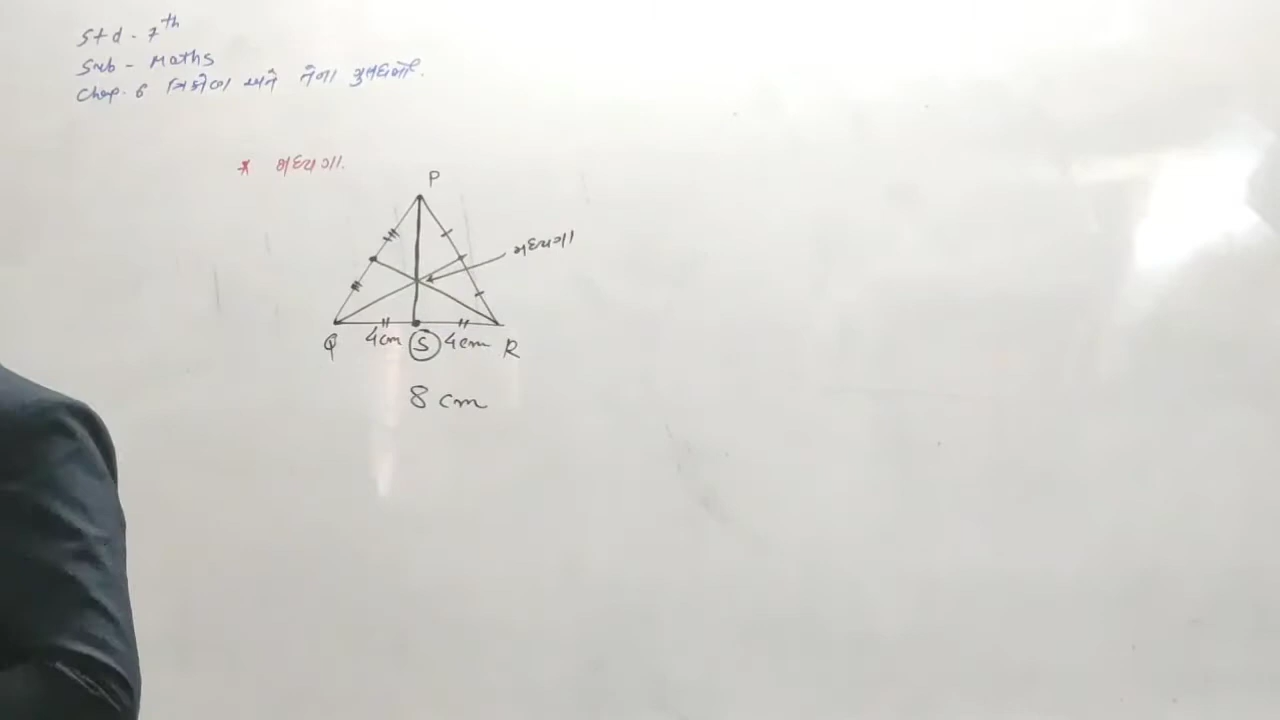 Std - 7th
Sub - Maths
Chap. 6 ત્રિકોણ અને તેના ગુણધર્મો.
* મધ્યગા.
P
મધ્યગા
Q 4cm S 4cm R
8 cm